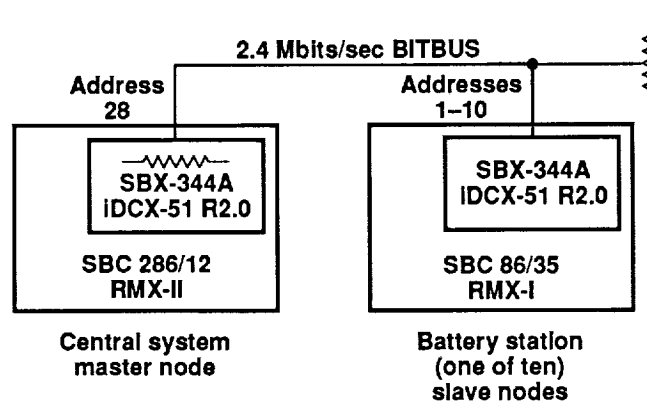 2.4 Mbits/sec BITBUS
Address
28
Addresses
1–10
SBX-344A
iDCX-51 R2.0
SBX-344A
iDCX-51 R2.0
SBC 286/12
RMX-II
SBC 86/35
RMX-I
Central system
master node
Battery station
(one of ten)
slave nodes